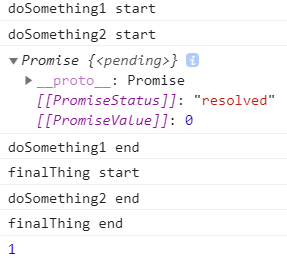 doSomething1 start
doSomething2 start
Promise {<pending>} i
__proto__: Promise
[[PromiseStatus]]: "resolved"
[[PromiseValue]]: 0
doSomething1 end
finalThing start
doSomething2 end
finalThing end
1